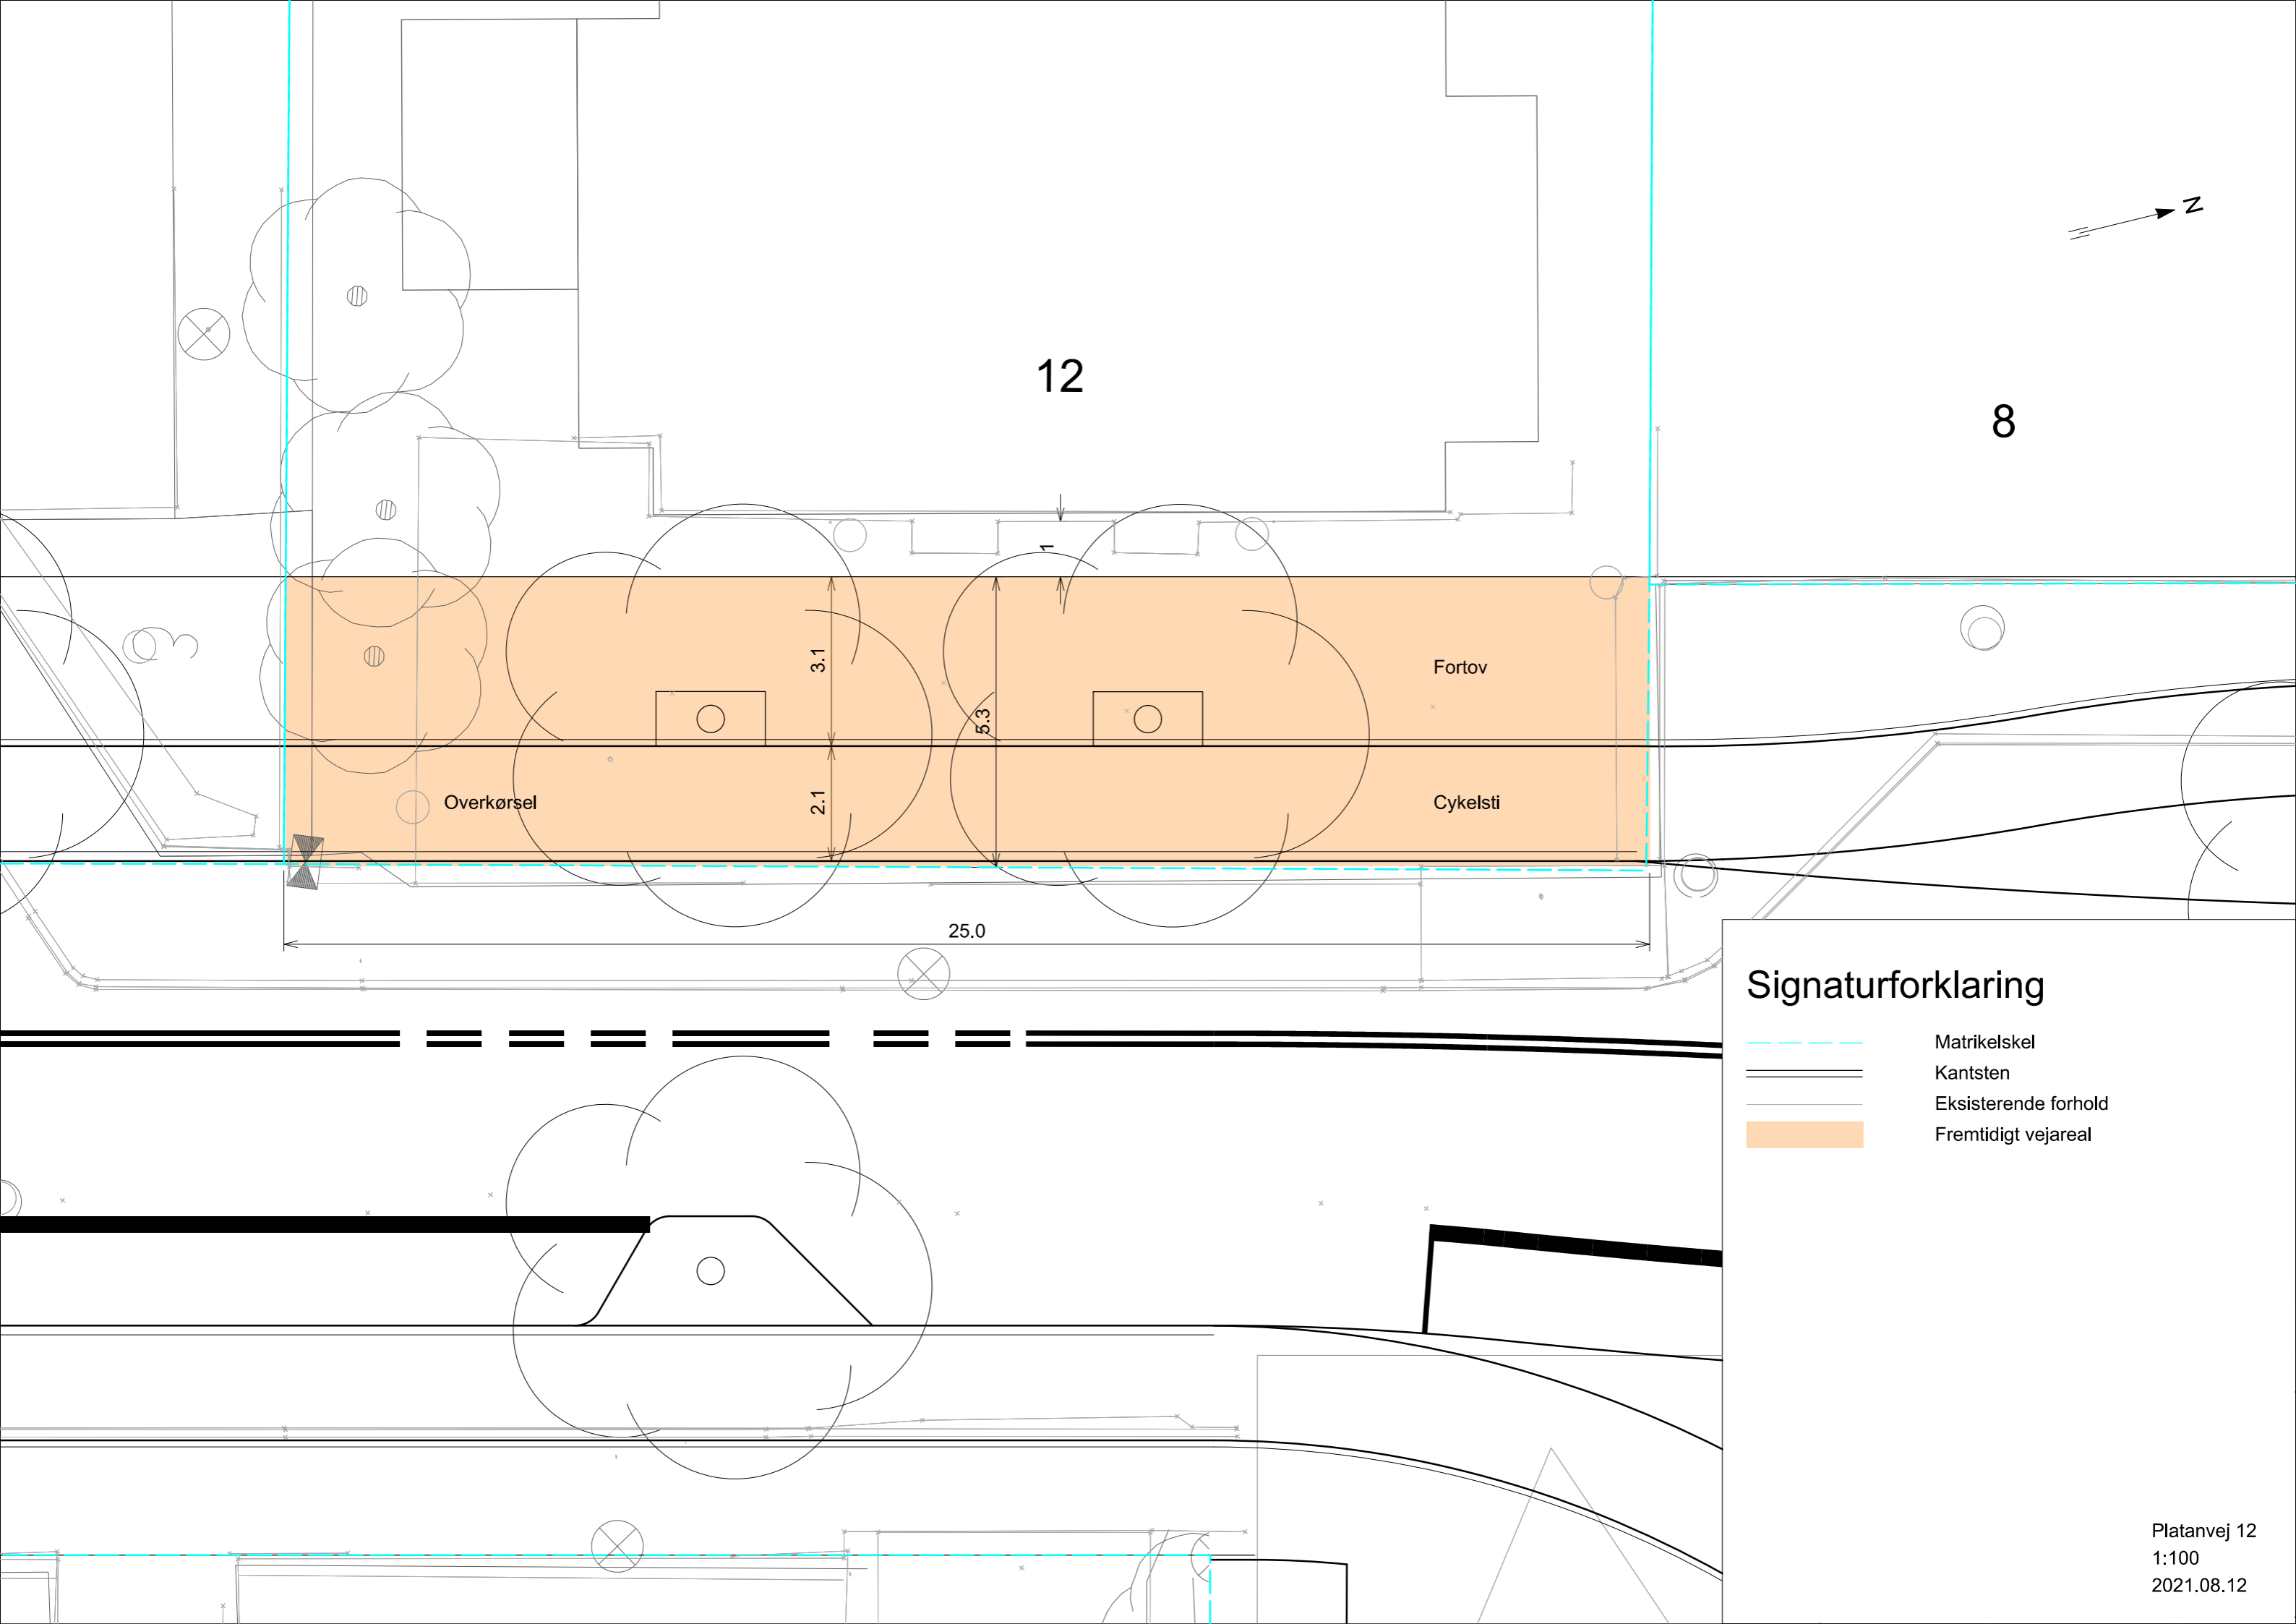 N
12
8
1
3.1
Fortov
5.3
2.1
Overkørsel
Cykelsti
25.0
Signaturforklaring
Matrikelskel
Kantsten
Eksisterende forhold
Fremtidigt vejareal
Platanvej 12
1:100
2021.08.12